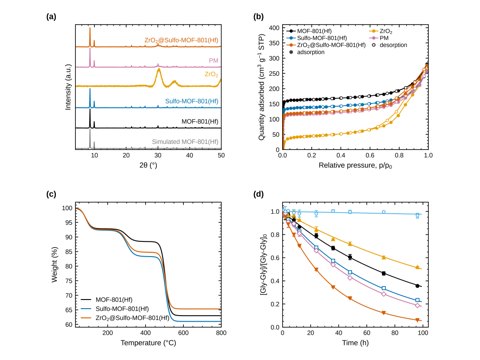 (a)
ZrO2@Sulfo-MOF-801(Hf)
PM
ZrO2
Sulfo-MOF-801(Hf)
MOF-801(Hf)
Simulated MOF-801(Hf)
Intensity (a.u.)
10 20 30 40 50
2θ (°)
(b)
MOF-801(Hf)
Sulfo-MOF-801(Hf)
ZrO2@Sulfo-MOF-801(Hf)
adsorption
ZrO2
PM
desorption
Quantity adsorbed (cm3 g−1 STP)
400
350
300
250
200
150
100
50
0
0.0 0.2 0.4 0.6 0.8 1.0
Relative pressure, p/p0
(c)
Weight (%)
100
95
90
85
80
75
70
65
60
MOF-801(Hf)
Sulfo-MOF-801(Hf)
ZrO2@Sulfo-MOF-801(Hf)
200 400 600 800
Temperature (°C)
(d)
[Gly-Gly]/[Gly-Gly]0
1.0
0.8
0.6
0.4
0.2
0.0
0 20 40 60 80 100
Time (h)